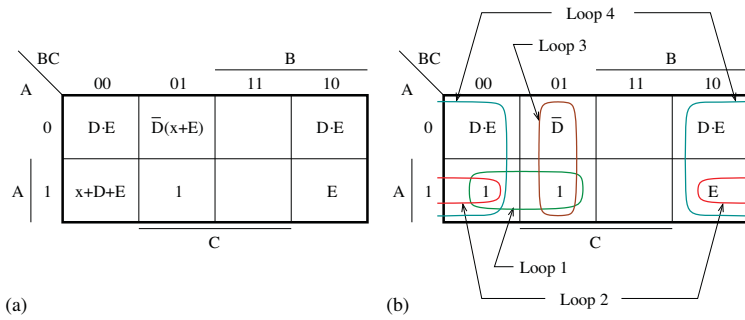 BC
B
A
00 01 11 10
0 D·E D̅(x+E) D·E
A 1 x+D+E 1 E
C
(a)
Loop 4
Loop 3
BC
B
A
00 01 11 10
0 D·E D̅ D·E
A 1 1 1 E
C
Loop 1
Loop 2
(b)